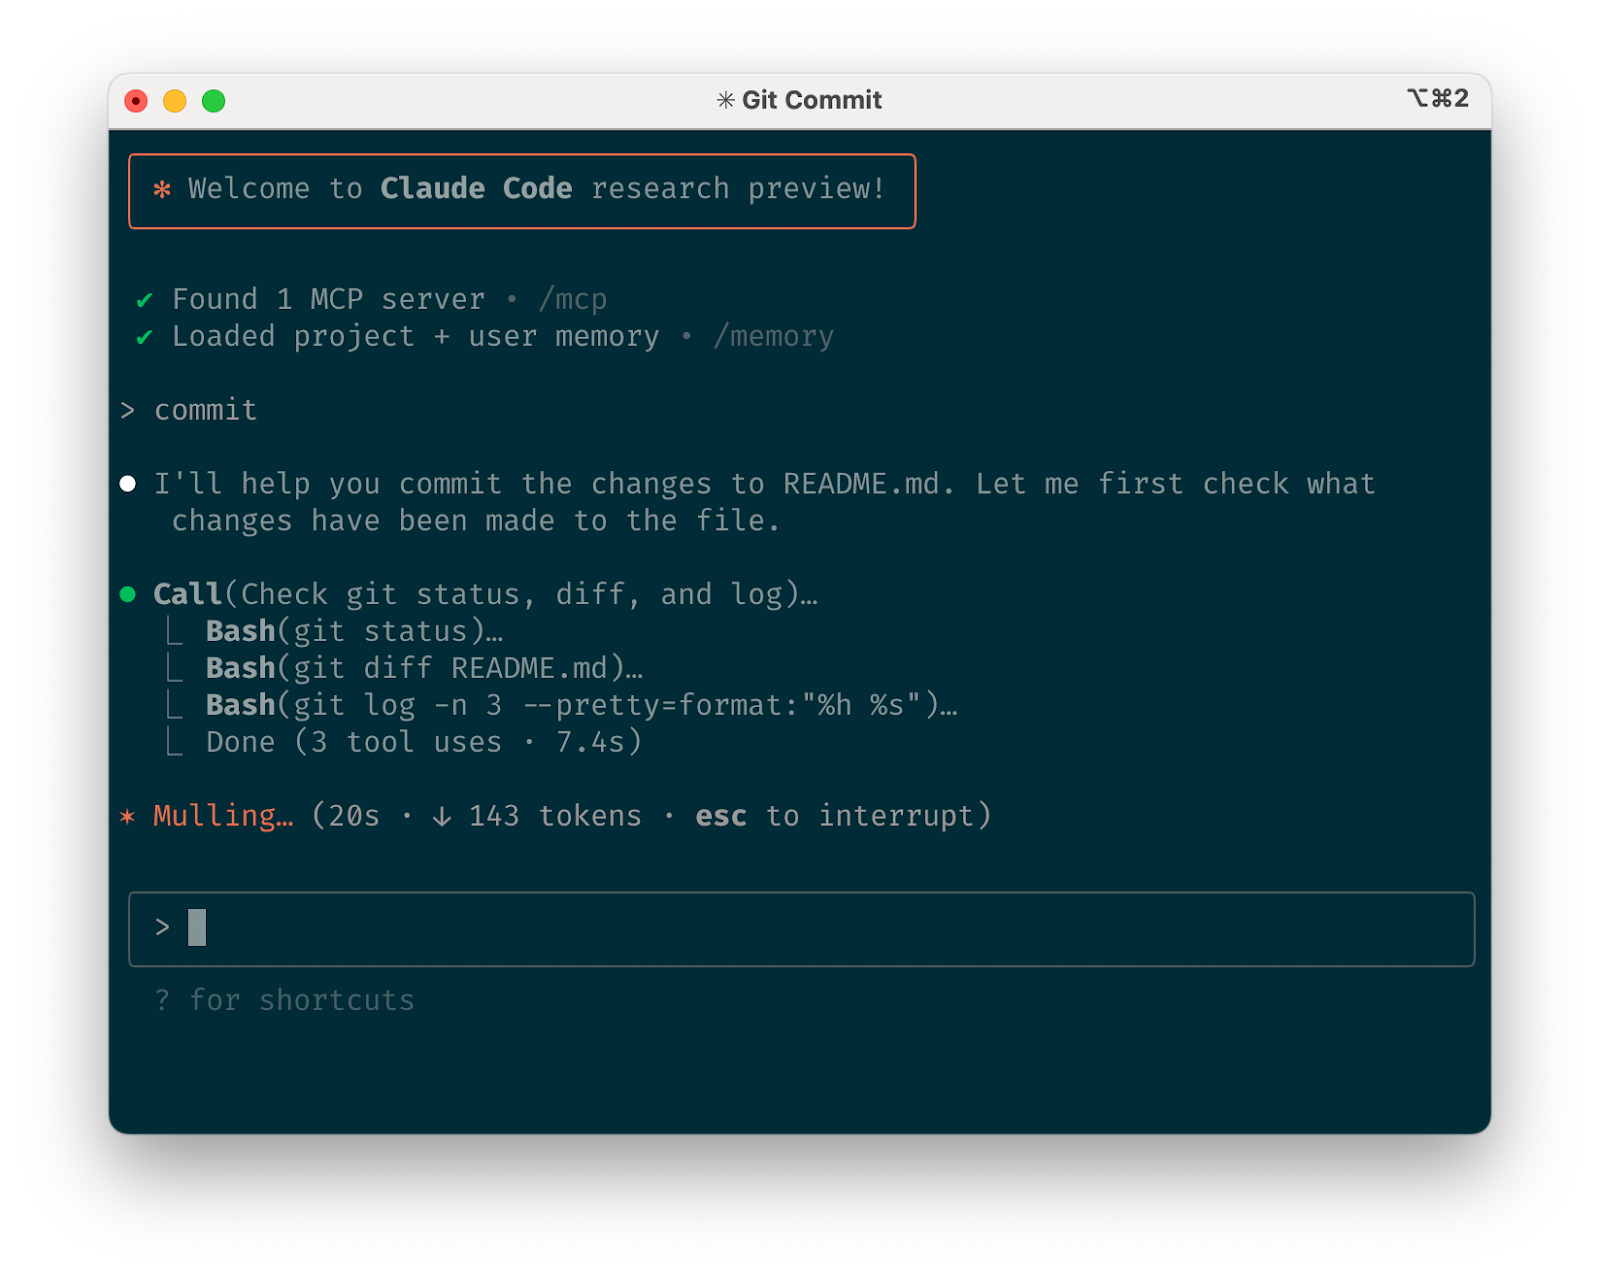 ✳ Git Commit
⌥⌘2
✻ Welcome to Claude Code research preview!
✔ Found 1 MCP server • /mcp
✔ Loaded project + user memory • /memory
> commit
● I'll help you commit the changes to README.md. Let me first check what
changes have been made to the file.
● Call(Check git status, diff, and log)…
⎿ Bash(git status)…
⎿ Bash(git diff README.md)…
⎿ Bash(git log -n 3 --pretty=format:"%h %s")…
⎿ Done (3 tool uses · 7.4s)
✶ Mulling… (20s · ↓ 143 tokens · esc to interrupt)
>
? for shortcuts